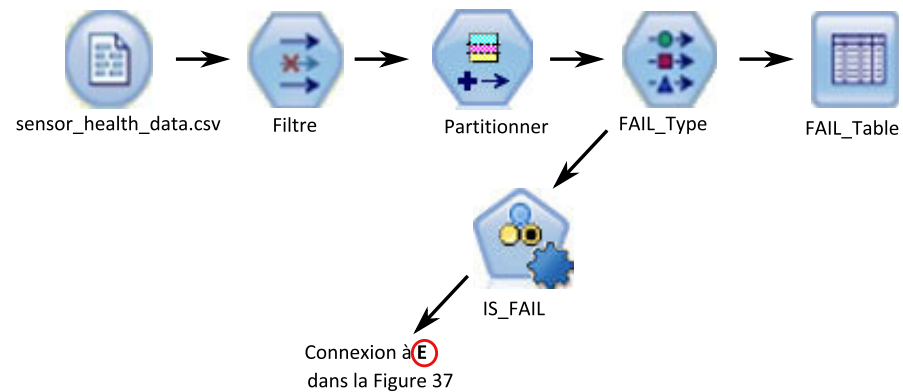 sensor_health_data.csv
Filtre
Partitionner
FAIL_Type
FAIL_Table
IS_FAIL
Connexion à E
dans la Figure 37